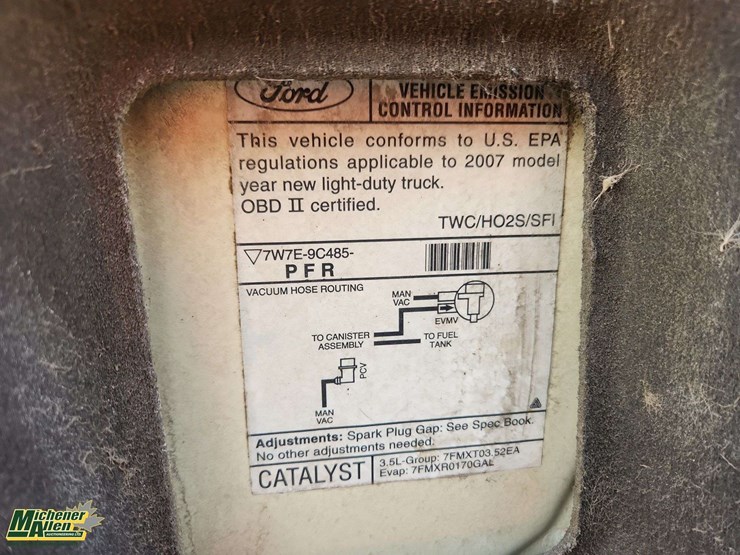 Ford
VEHICLE EMISSION
CONTROL INFORMATION
This vehicle conforms to U.S. EPA
regulations applicable to 2007 model
year new light-duty truck.
OBD II certified.
TWC/HO2S/SFI
7W7E-9C485-
PFR
VACUUM HOSE ROUTING
MAN
VAC
EVMV
TO CANISTER
ASSEMBLY
TO FUEL
TANK
PCV
MAN
VAC
Adjustments: Spark Plug Gap: See Spec.Book.
No other adjustments needed.
CATALYST
3.5L-Group: 7FMXT03.52EA
Evap: 7FMXR0170GAL
Michener
Allen
AUCTIONEERING LTD.